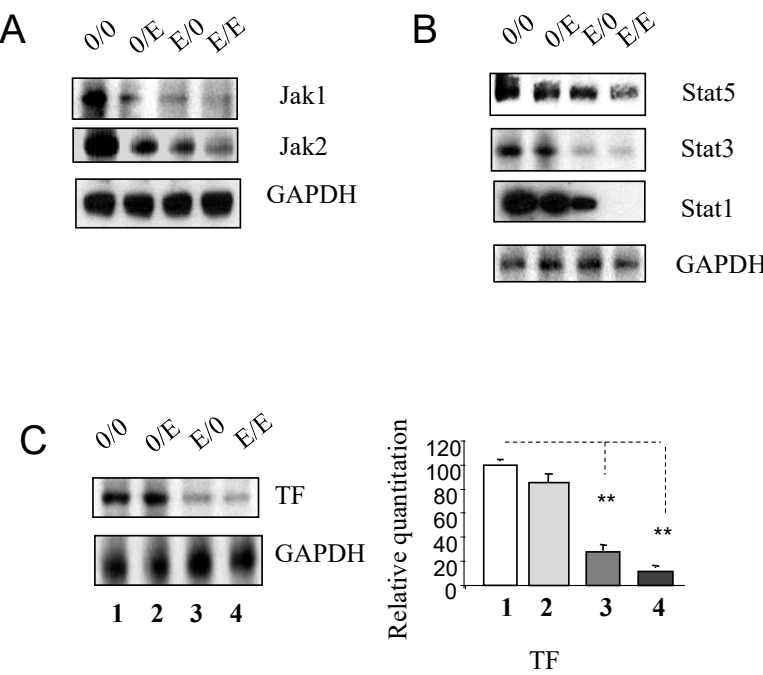 A
0/0 0/E E/0 E/E
Jak1
Jak2
GAPDH
B
0/0 0/E E/0 E/E
Stat5
Stat3
Stat1
GAPDH
C
0/0 0/E E/0 E/E
TF
GAPDH
1 2 3 4
Relative quantitation
120
100
80
60
40
20
0
**
**
1 2 3 4
TF